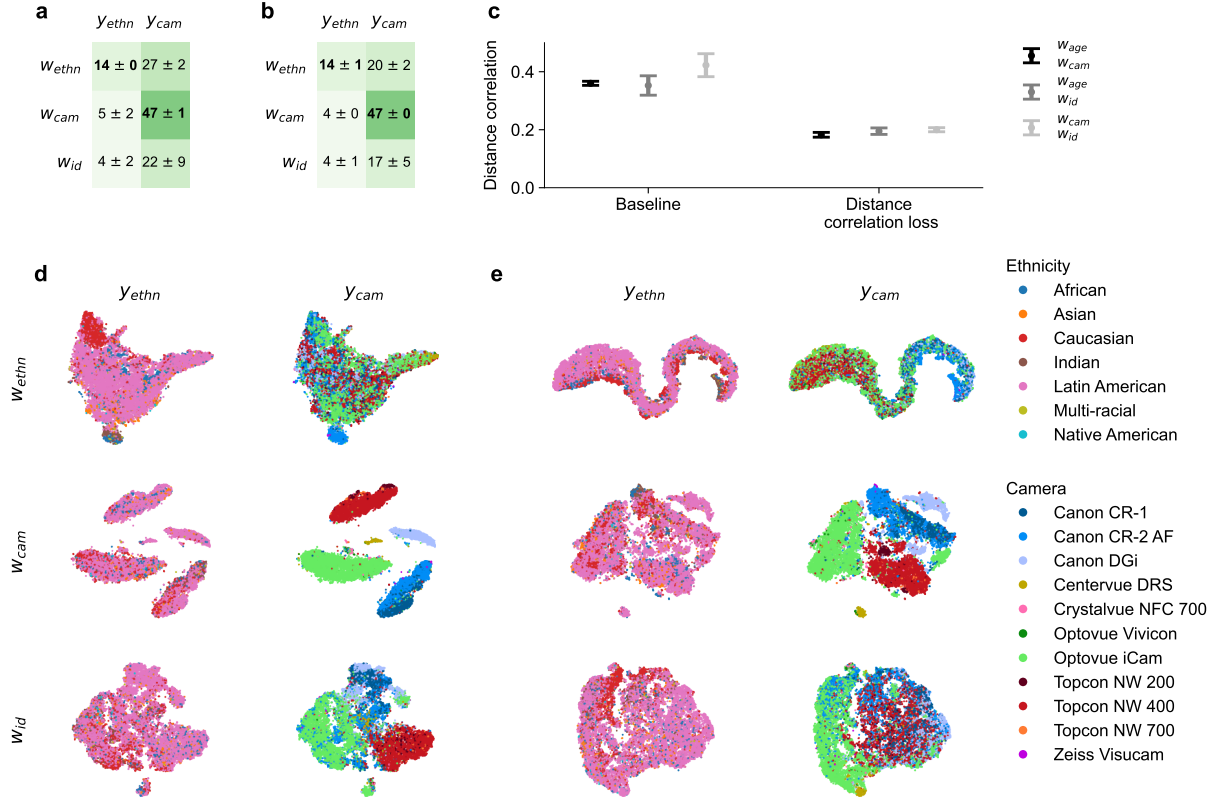 a
y_ethn y_cam
w_ethn 14 ± 0 27 ± 2
w_cam 5 ± 2 47 ± 1
w_id 4 ± 2 22 ± 9
b
y_ethn y_cam
w_ethn 14 ± 1 20 ± 2
w_cam 4 ± 0 47 ± 0
w_id 4 ± 1 17 ± 5
c
Distance correlation
0.4
0.2
0.0
Baseline
Distance
correlation loss
w_age
w_cam
w_age
w_id
w_cam
w_id
d
y_ethn y_cam
w_ethn
w_cam
w_id
e
y_ethn y_cam
Ethnicity
African
Asian
Caucasian
Indian
Latin American
Multi-racial
Native American
Camera
Canon CR-1
Canon CR-2 AF
Canon DGi
Centervue DRS
Crystalvue NFC 700
Optovue Vivicon
Optovue iCam
Topcon NW 200
Topcon NW 400
Topcon NW 700
Zeiss Visucam